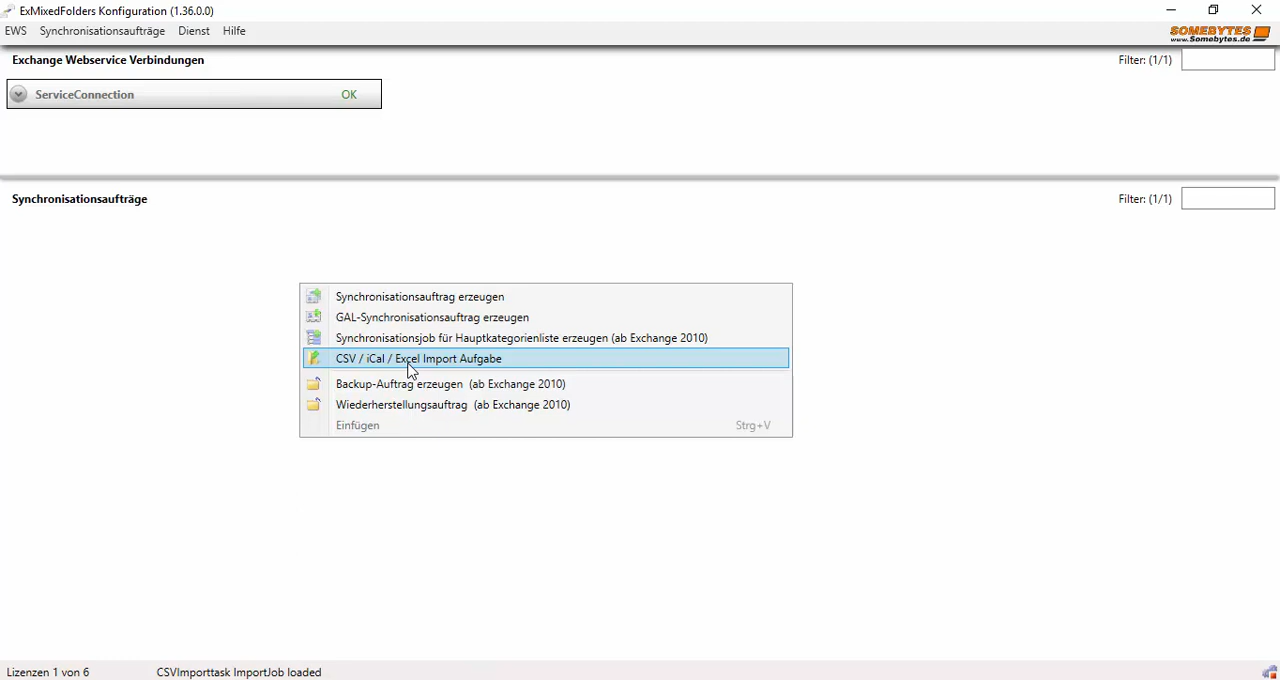 ExMixedFolders Konfiguration (1.36.0.0)
EWS Synchronisationsaufträge Dienst Hilfe
SOMEBYTES
www.Somebytes.de
Exchange Webservice Verbindungen Filter: (1/1)
ServiceConnection OK
Synchronisationsaufträge Filter: (1/1)
Synchronisationsauftrag erzeugen
GAL-Synchronisationsauftrag erzeugen
Synchronisationsjob für Hauptkategorienliste erzeugen (ab Exchange 2010)
CSV / iCal / Excel Import Aufgabe
Backup-Auftrag erzeugen (ab Exchange 2010)
Wiederherstellungsauftrag (ab Exchange 2010)
Einfügen Strg+V
Lizenzen 1 von 6 CSVImporttask ImportJob loaded